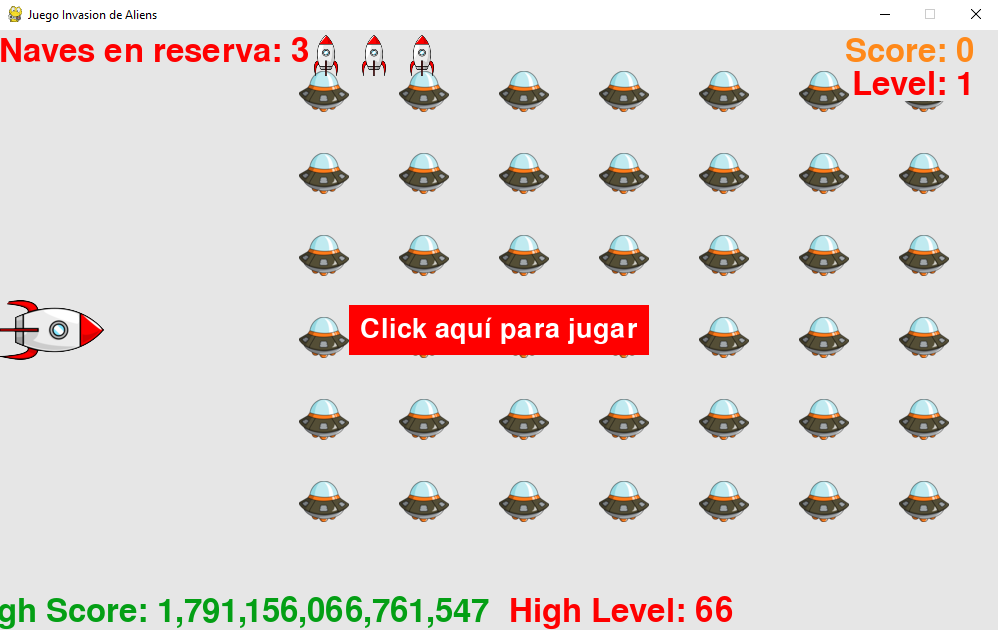 Juego Invasion de Aliens
Naves en reserva: 3
Score: 0
Level: 1
Click aquí para jugar
gh Score: 1,791,156,066,761,547 High Level: 66